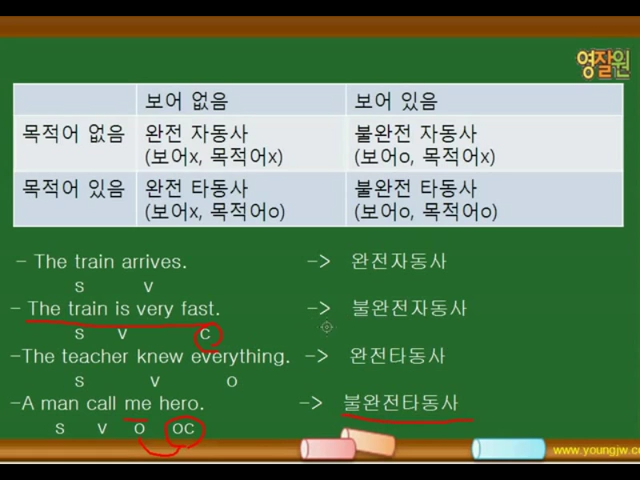 영잘원
보어 없음 보어 있음
목적어 없음 완전 자동사 불완전 자동사
(보어x, 목적어x) (보어o, 목적어x)
목적어 있음 완전 타동사 불완전 타동사
(보어x, 목적어o) (보어o, 목적어o)
- The train arrives. -> 완전자동사
s v
- The train is very fast. -> 불완전자동사
s v c
-The teacher knew everything. -> 완전타동사
s v o
-A man call me hero. -> 불완전타동사
s v o oc
www.youngjw.co